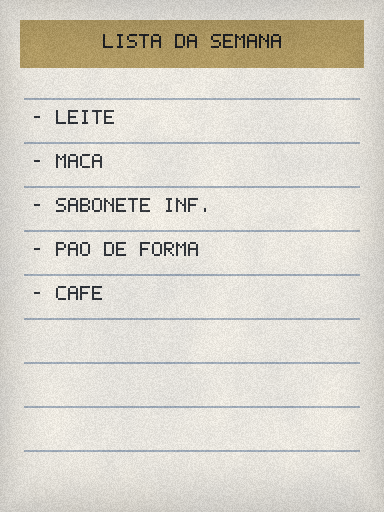 LISTA DA SEMANA
- LEITE
- MACA
- SABONETE INF.
- PAO DE FORMA
- CAFE